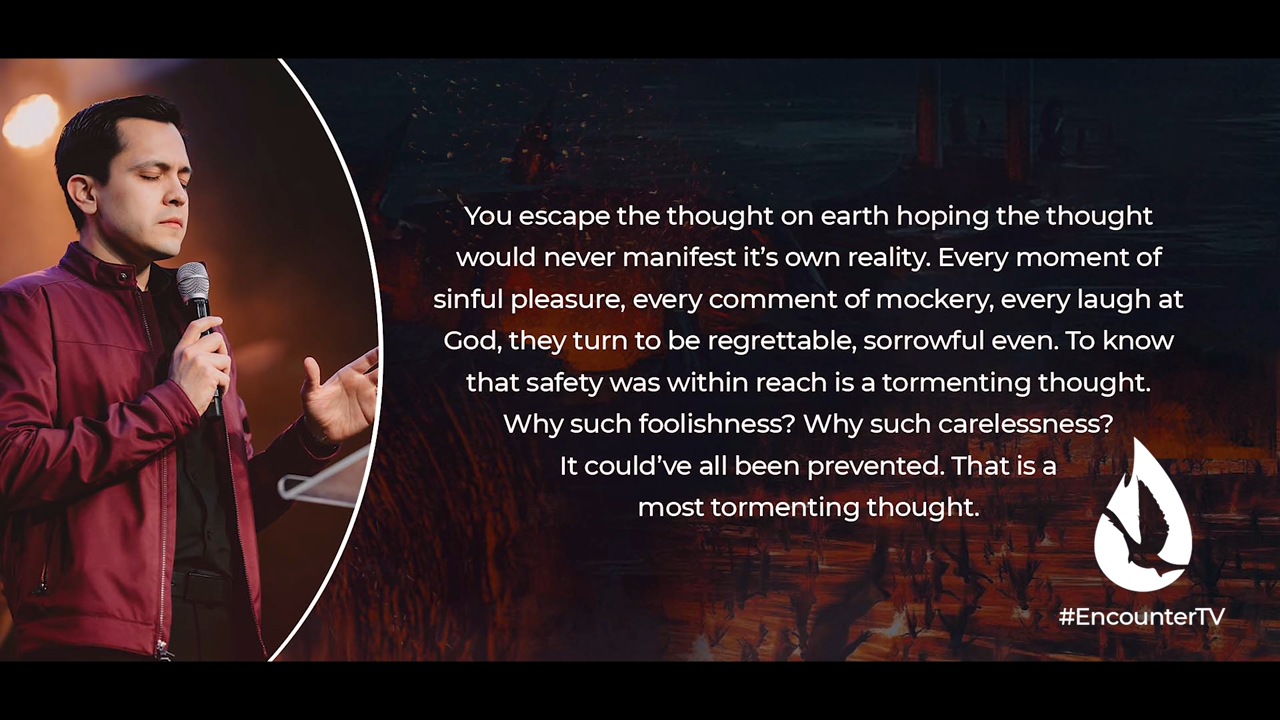 You escape the thought on earth hoping the thought
would never manifest it's own reality. Every moment of
sinful pleasure, every comment of mockery, every laugh at
God, they turn to be regrettable, sorrowful even. To know
that safety was within reach is a tormenting thought.
Why such foolishness? Why such carelessness?
It could've all been prevented. That is a
most tormenting thought.
#EncounterTV